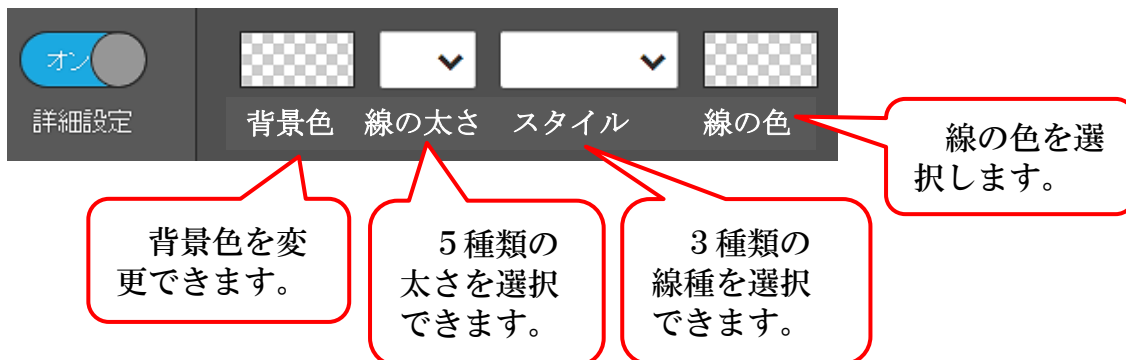 オン
詳細設定
背景色 線の太さ スタイル 線の色
線の色を選
択します。
背景色を変
更できます。
５種類の
太さを選択
できます。
３種類の
線種を選択
できます。